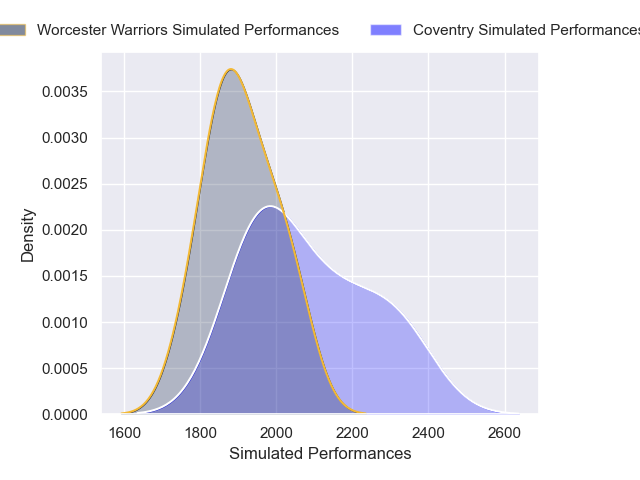 Worcester Warriors Simulated Performances
Coventry Simulated Performances
0.0035
0.0030
0.0025
0.0020
0.0015
0.0010
0.0005
0.0000
Density
1600 1800 2000 2200 2400 2600
Simulated Performances